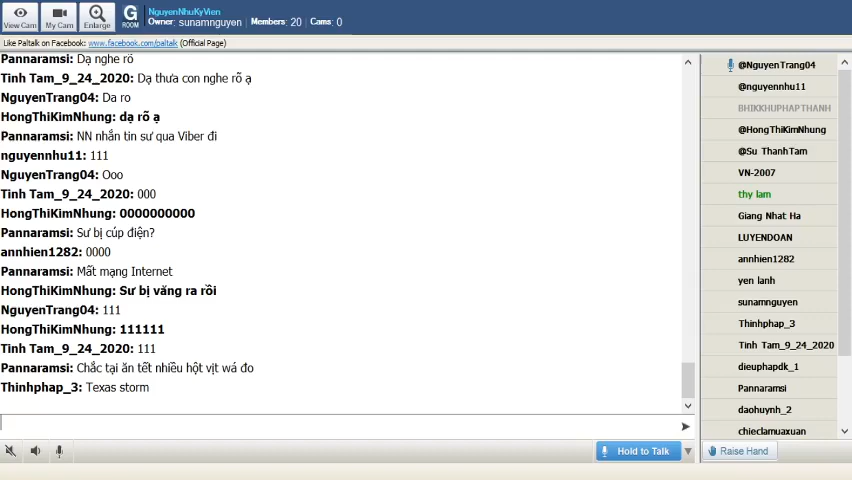 View Cam
My Cam
Enlarge
G
ROOM
NguyenNhuKyVien
Owner: sunamnguyen Members: 20 Cams: 0
Like Paltalk on Facebook: www.facebook.com/paltalk (Official Page)
Pannaramsi: Dạ nghe rõ
Tinh Tam_9_24_2020: Dạ thưa con nghe rõ ạ
NguyenTrang04: Da ro
HongThiKimNhung: dạ rõ ạ
Pannaramsi: NN nhắn tin sư qua Viber đi
nguyennhu11: 111
NguyenTrang04: Ooo
Tinh Tam_9_24_2020: 000
HongThiKimNhung: 0000000000
Pannaramsi: Sư bị cúp điện?
annhien1282: 0000
Pannaramsi: Mất mạng Internet
HongThiKimNhung: Sư bị văng ra rồi
NguyenTrang04: 111
HongThiKimNhung: 111111
Tinh Tam_9_24_2020: 111
Pannaramsi: Chắc tại ăn tết nhiều hột vịt wá đo
Thinhphap_3: Texas storm
Hold to Talk
@NguyenTrang04
@nguyennhu11
BHIKKHUPHAPTHANH
@HongThiKimNhung
@Su ThanhTam
VN-2007
thy lam
Giang Nhat Ha
LUYENDOAN
annhien1282
yen lanh
sunamnguyen
Thinhphap_3
Tinh Tam_9_24_2020
dieuphapdk_1
Pannaramsi
daohuynh_2
chieclamuaxuan
Raise Hand